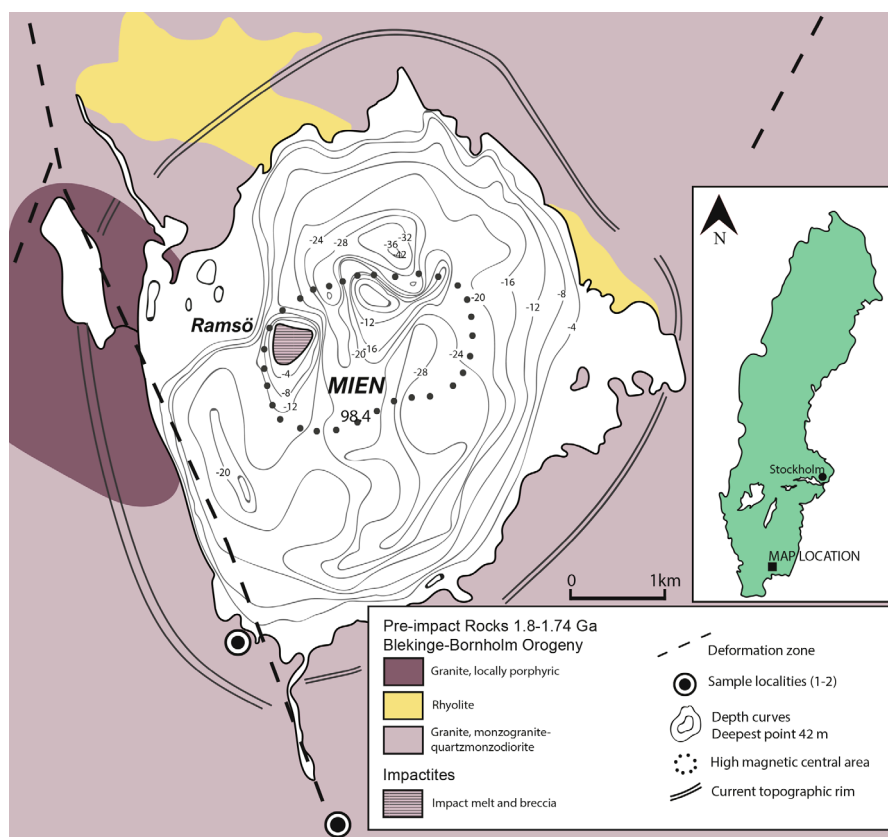 -24
-28
-36
-32
-42
-20
-16
-12
-8
-4
-12
-16
-20
-24
-28
Ramsö
-4
-8
-12
MIEN
98.4
-20
0
1km
N
Stockholm
MAP LOCATION
Pre-impact Rocks 1.8-1.74 Ga
Blekinge-Bornholm Orogeny
Granite, locally porphyric
Rhyolite
Granite, monzogranite-
quartzmonzodiorite
Impactites
Impact melt and breccia
Deformation zone
Sample localities (1-2)
Depth curves
Deepest point 42 m
High magnetic central area
Current topographic rim